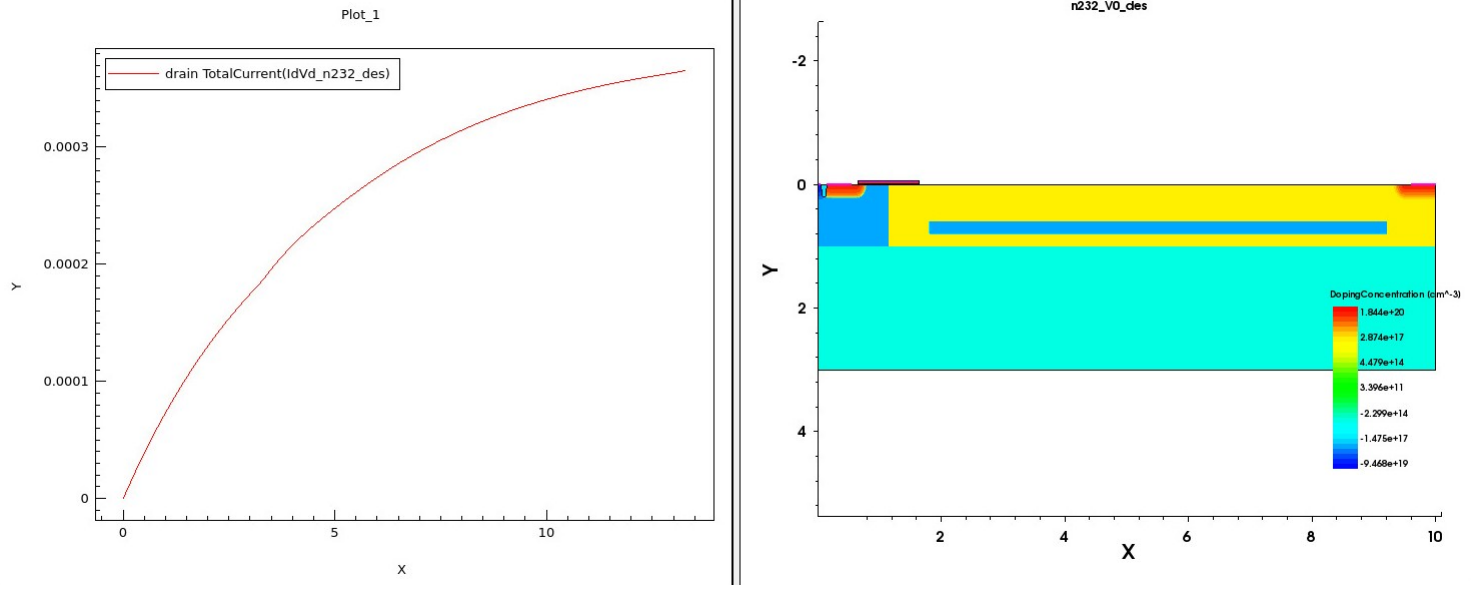 Plot_1
drain TotalCurrent(IdVd_n232_des)
0.0003
0.0002
0.0001
0
Y
0
5
10
X
n232_V0_des
-2
0
2
4
Y
DopingConcentration (cm^-3)
1.844e+20
2.874e+17
4.479e+14
3.396e+11
-2.299e+14
-1.475e+17
-9.468e+19
2
4
6
8
10
X